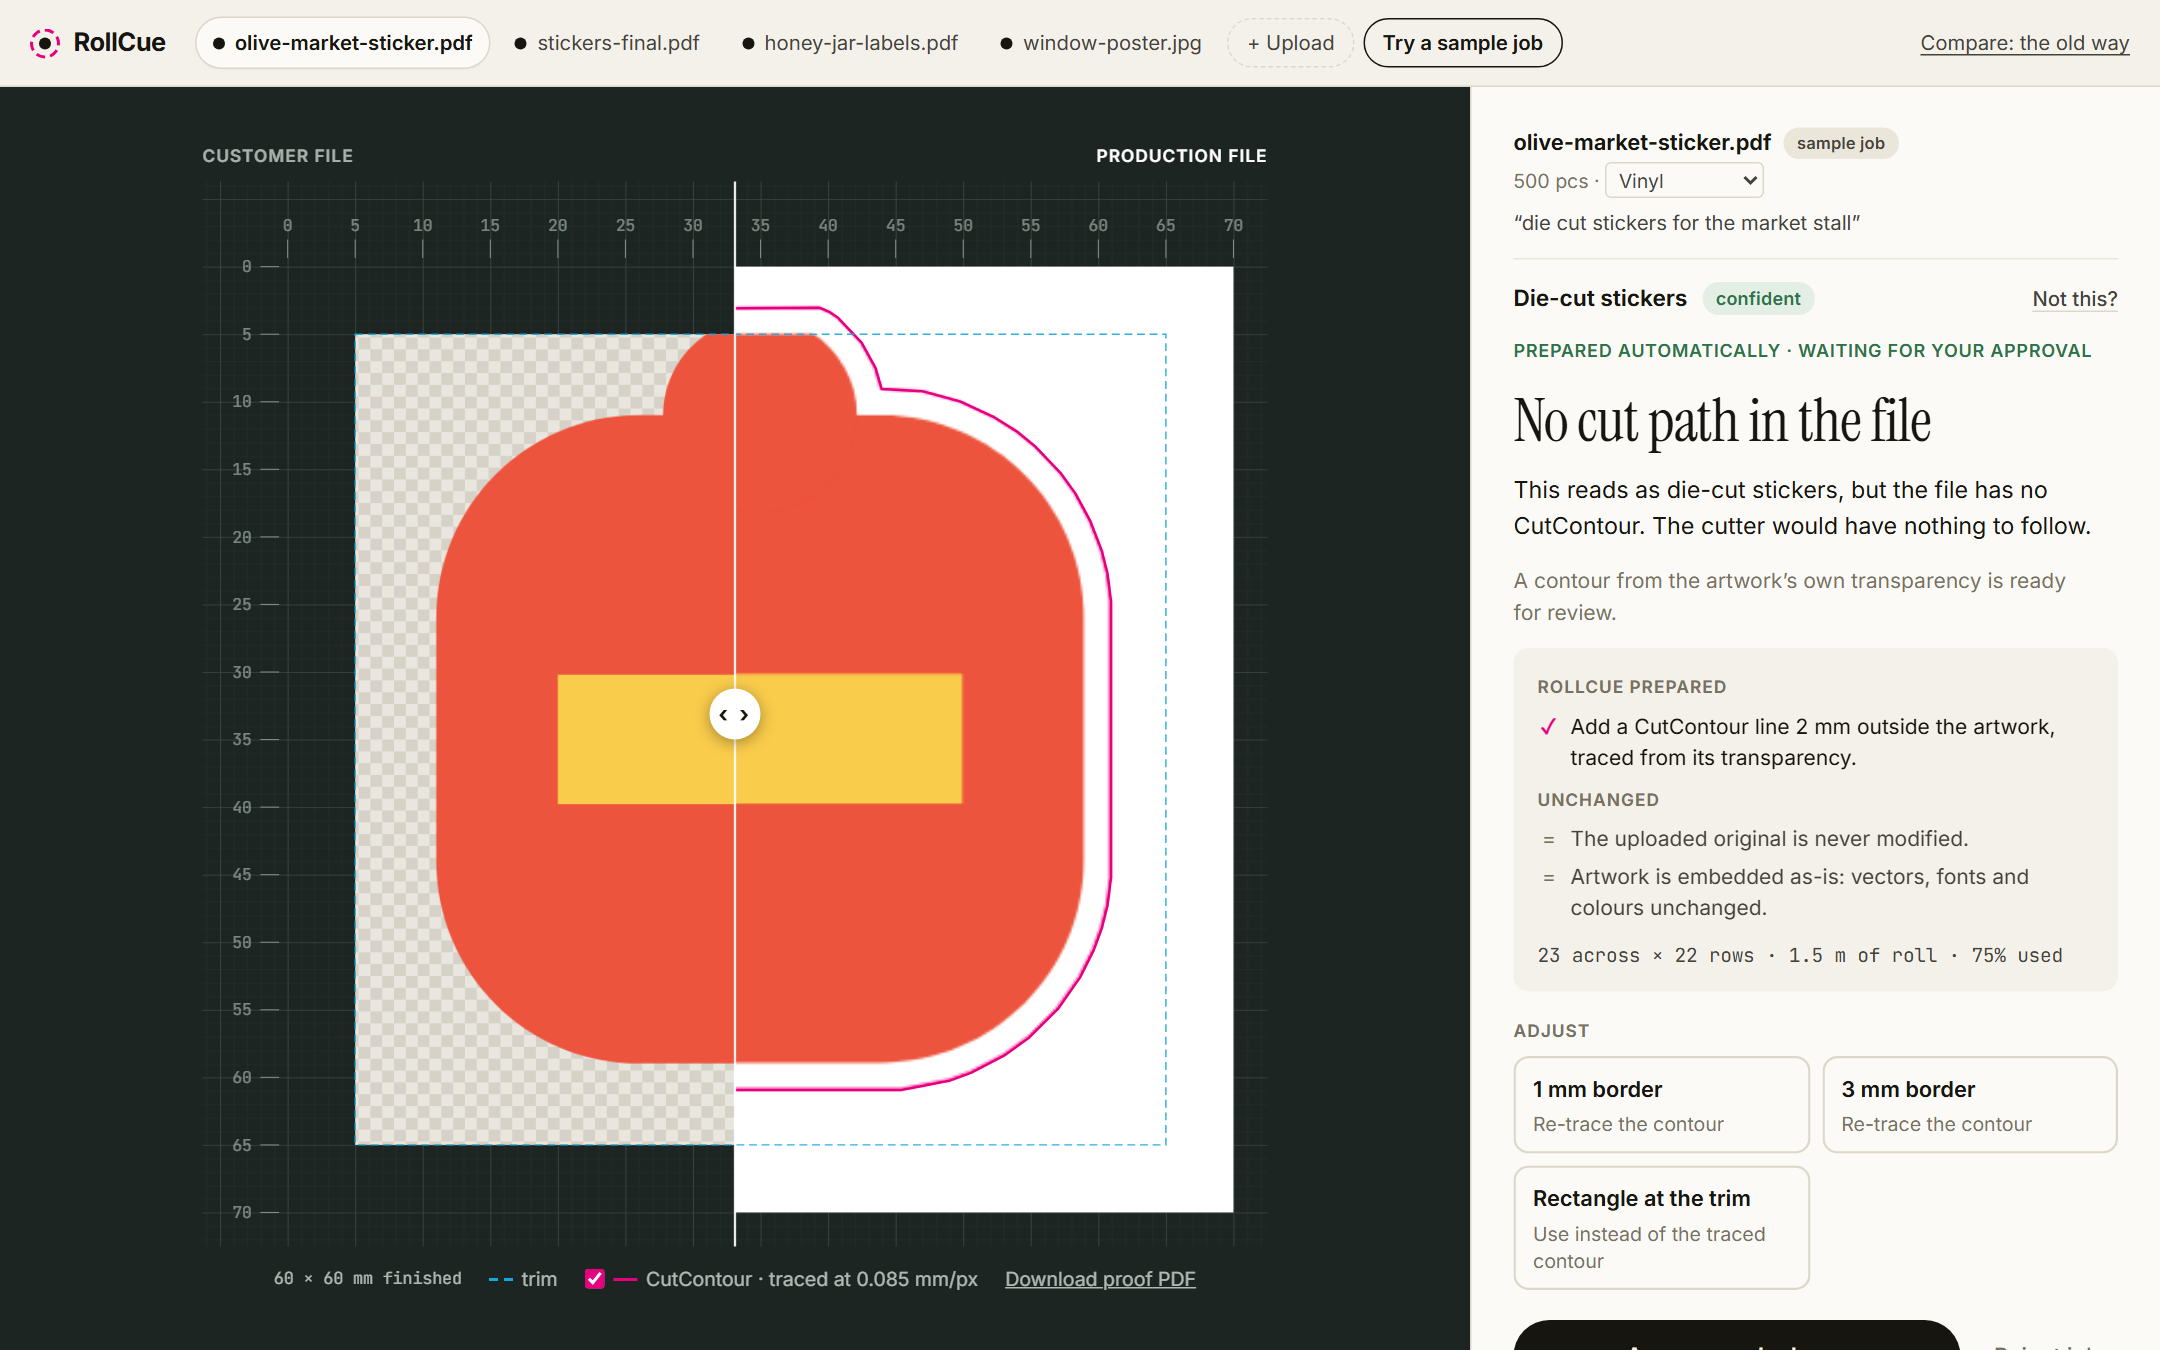 RollCue
olive-market-sticker.pdf
stickers-final.pdf
honey-jar-labels.pdf
window-poster.jpg
+ Upload
Try a sample job
Compare: the old way
CUSTOMER FILE
PRODUCTION FILE
0 5 10 15 20 25 30 35 40 45 50 55 60 65 70
0
5
10
15
20
25
30
35
40
45
50
55
60
65
70
60 × 60 mm finished
trim
CutContour · traced at 0.085 mm/px
Download proof PDF
olive-market-sticker.pdf
sample job
500 pcs ·
Vinyl
“die cut stickers for the market stall”
Die-cut stickers
confident
Not this?
PREPARED AUTOMATICALLY · WAITING FOR YOUR APPROVAL
No cut path in the file
This reads as die-cut stickers, but the file has no
CutContour. The cutter would have nothing to follow.
A contour from the artwork’s own transparency is ready
for review.
ROLLCUE PREPARED
✓ Add a CutContour line 2 mm outside the artwork,
traced from its transparency.
UNCHANGED
= The uploaded original is never modified.
= Artwork is embedded as-is: vectors, fonts and
colours unchanged.
23 across × 22 rows · 1.5 m of roll · 75% used
ADJUST
1 mm border
Re-trace the contour
3 mm border
Re-trace the contour
Rectangle at the trim
Use instead of the traced
contour